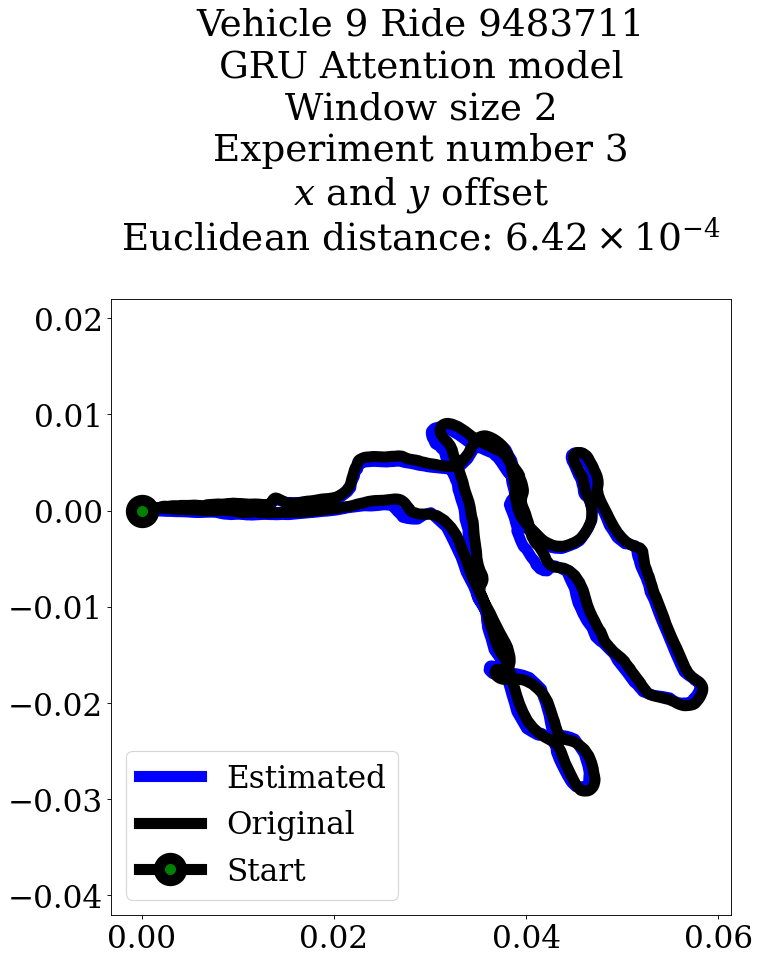 Vehicle 9 Ride 9483711
GRU Attention model
Window size 2
Experiment number 3
x and y offset
Euclidean distance: 6.42 × 10⁻⁴
0.02
0.01
0.00
−0.01
−0.02
−0.03
−0.04
Estimated
Original
Start
0.00 0.02 0.04 0.06